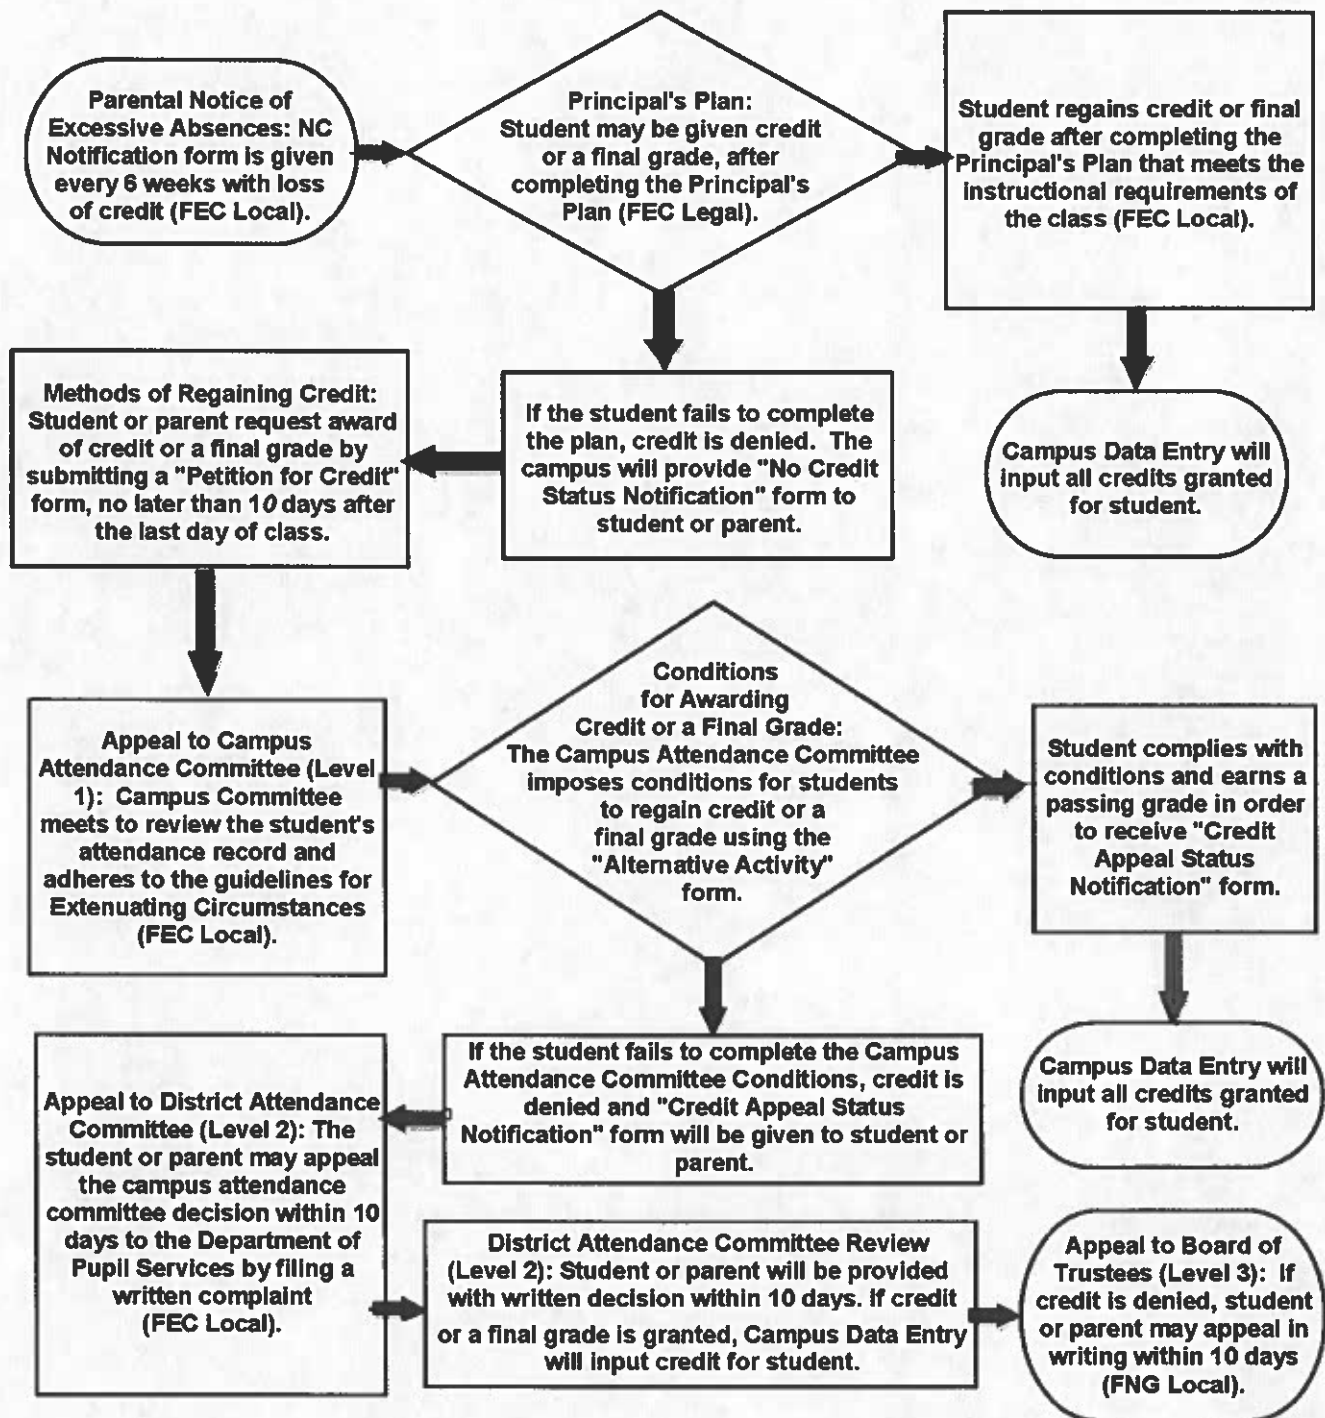 Parental Notice of
Excessive Absences: NC
Notification form is given
every 6 weeks with loss
of credit (FEC Local).
Principal's Plan:
Student may be given credit
or a final grade, after
completing the Principal's
Plan (FEC Legal).
Student regains credit or final
grade after completing the
Principal's Plan that meets the
instructional requirements of
the class (FEC Local).
Methods of Regaining Credit:
Student or parent request award
of credit or a final grade by
submitting a "Petition for Credit"
form, no later than 10 days after
the last day of class.
If the student fails to complete
the plan, credit is denied. The
campus will provide "No Credit
Status Notification" form to
student or parent.
Campus Data Entry will
input all credits granted
for student.
Appeal to Campus
Attendance Committee (Level
1): Campus Committee
meets to review the student's
attendance record and
adheres to the guidelines for
Extenuating Circumstances
(FEC Local).
Conditions
for Awarding
Credit or a Final Grade:
The Campus Attendance Committee
imposes conditions for students
to regain credit or a
final grade using the
"Alternative Activity"
form.
Student complies with
conditions and earns a
passing grade in order
to receive "Credit
Appeal Status
Notification" form.
If the student fails to complete the Campus
Attendance Committee Conditions, credit is
denied and "Credit Appeal Status
Notification" form will be given to student or
parent.
Campus Data Entry will
input all credits granted
for student.
Appeal to District Attendance
Committee (Level 2): The
student or parent may appeal
the campus attendance
committee decision within 10
days to the Department of
Pupil Services by filing a
written complaint
(FEC Local).
District Attendance Committee Review
(Level 2): Student or parent will be provided
with written decision within 10 days. If credit
or a final grade is granted, Campus Data Entry
will input credit for student.
Appeal to Board of
Trustees (Level 3): If
credit is denied, student
or parent may appeal in
writing within 10 days
(FNG Local).